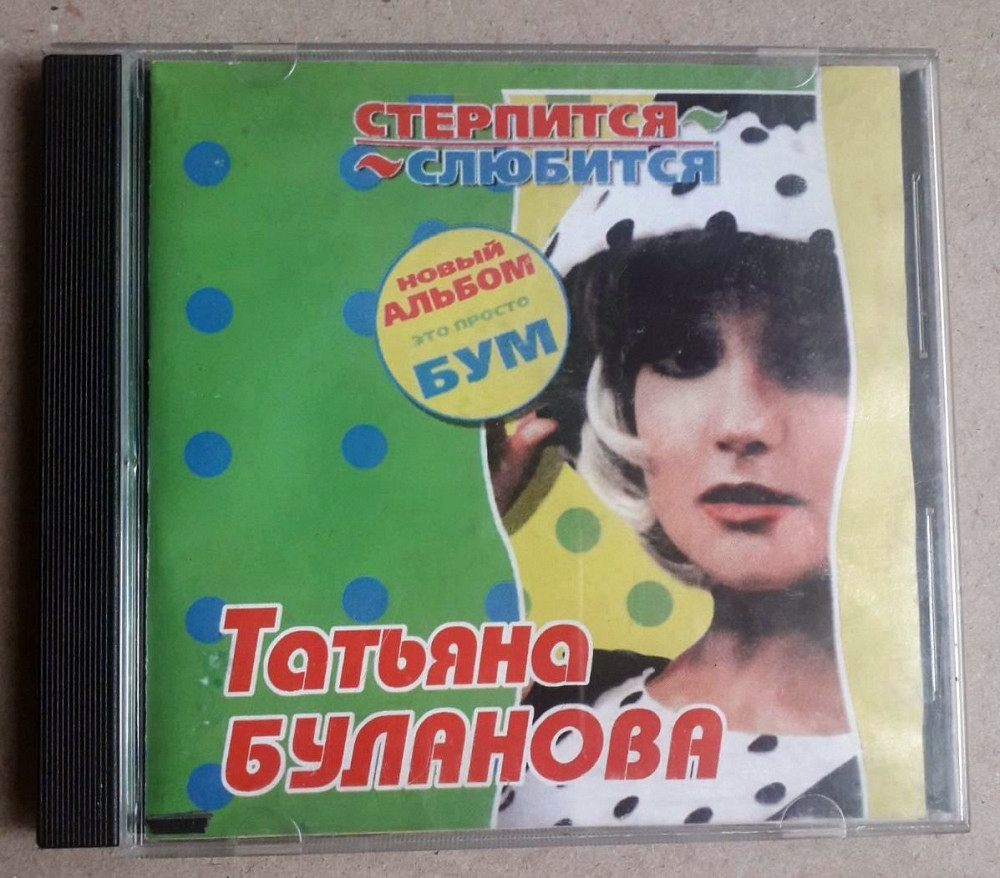 СТЕРПИТСЯ~
~СЛЮБИТСЯ
НОВЫЙ
АЛЬБОМ
ЭТО ПРОСТО
БУМ
Татьяна
БУЛАНОВА